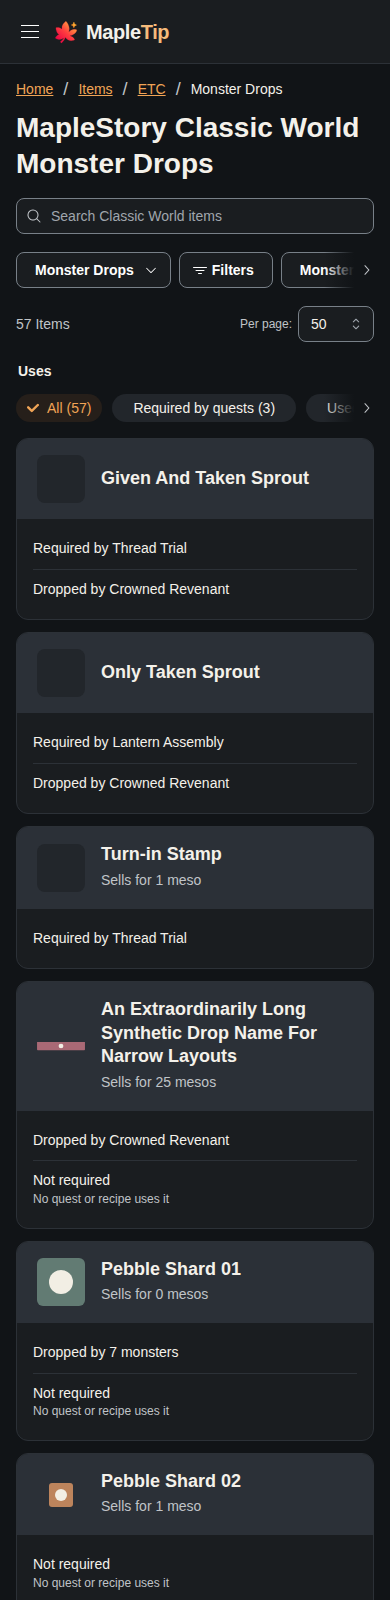 MapleTip
Home / Items / ETC / Monster Drops
MapleStory Classic World
Monster Drops
Search Classic World items
Monster Drops
Filters
Monster
57 Items
Per page:
50
Uses
All (57)
Required by quests (3)
Use
Given And Taken Sprout
Required by Thread Trial
Dropped by Crowned Revenant
Only Taken Sprout
Required by Lantern Assembly
Dropped by Crowned Revenant
Turn-in Stamp
Sells for 1 meso
Required by Thread Trial
An Extraordinarily Long
Synthetic Drop Name For
Narrow Layouts
Sells for 25 mesos
Dropped by Crowned Revenant
Not required
No quest or recipe uses it
Pebble Shard 01
Sells for 0 mesos
Dropped by 7 monsters
Not required
No quest or recipe uses it
Pebble Shard 02
Sells for 1 meso
Not required
No quest or recipe uses it